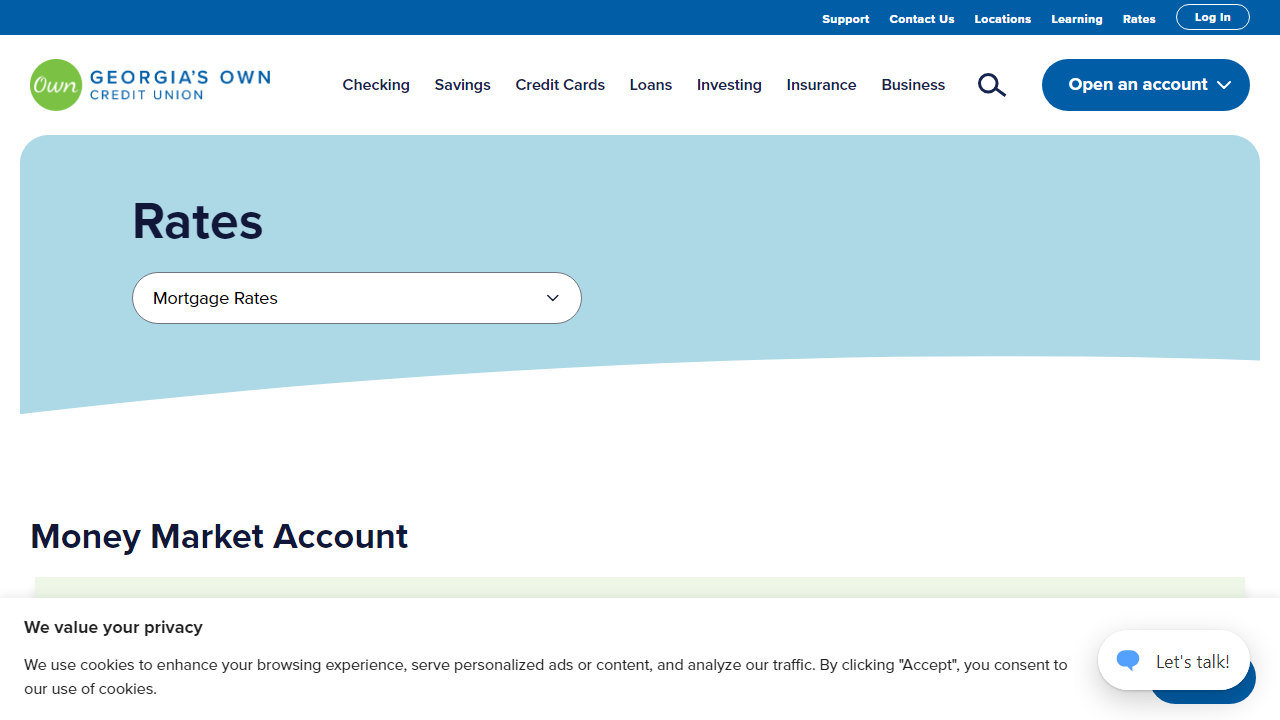 Support Contact Us Locations Learning Rates Log In
Own GEORGIA'S OWN
CREDIT UNION
Checking Savings Credit Cards Loans Investing Insurance Business Open an account
Rates
Mortgage Rates
Money Market Account
We value your privacy
We use cookies to enhance your browsing experience, serve personalized ads or content, and analyze our traffic. By clicking "Accept", you consent to
our use of cookies.
Let's talk!